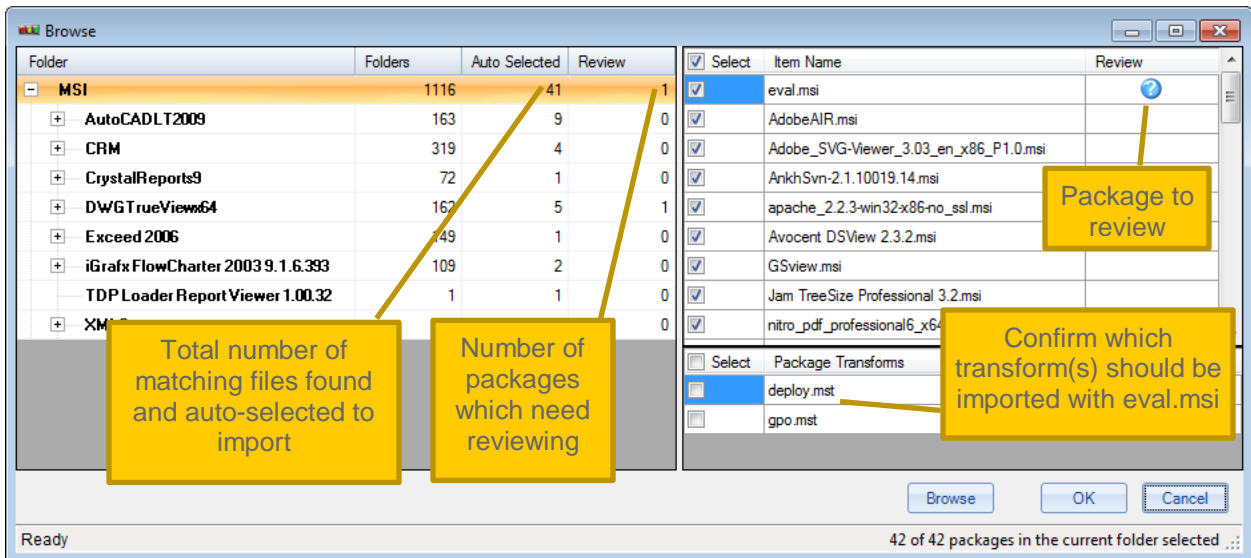 Browse
Folder Folders Auto Selected Review
MSI 1116 41 1
AutoCADLT2009 163 9 0
CRM 319 4 0
CrystalReports9 72 1 0
DWGTrueViewx64 162 5 1
Exceed 2006 149 1 0
iGrafx FlowCharter 2003 9.1.6.393 109 2 0
TDP Loader Report Viewer 1.00.32 1 1 0
0
Total number of
matching files found
and auto-selected to
import
Number of
packages
which need
reviewing
Select Item Name Review
eval.msi
AdobeAIR.msi
Adobe_SVG-Viewer_3.03_en_x86_P1.0.msi
AnkhSvn-2.1.10019.14.msi
apache_2.2.3-win32-x86-no_ssl.msi
Avocent DSView 2.3.2.msi
GSview.msi
Jam TreeSize Professional 3.2.msi
nitro_pdf_professional6_x64
Package to
review
Select Package Transforms
deploy.mst
gpo.mst
Confirm which
transform(s) should be
imported with eval.msi
Browse OK Cancel
Ready 42 of 42 packages in the current folder selected